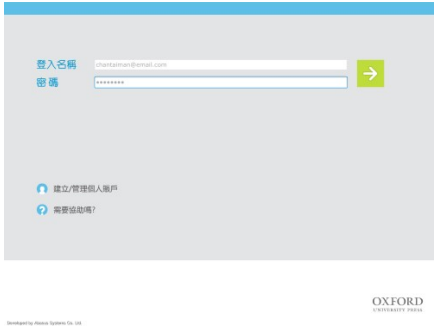 登入名稱
chantaiman@email.com
密碼
********
建立/管理個人賬戶
需要協助嗎?
OXFORD
UNIVERSITY PRESS
Developed by Abacus Systems Co. Ltd.